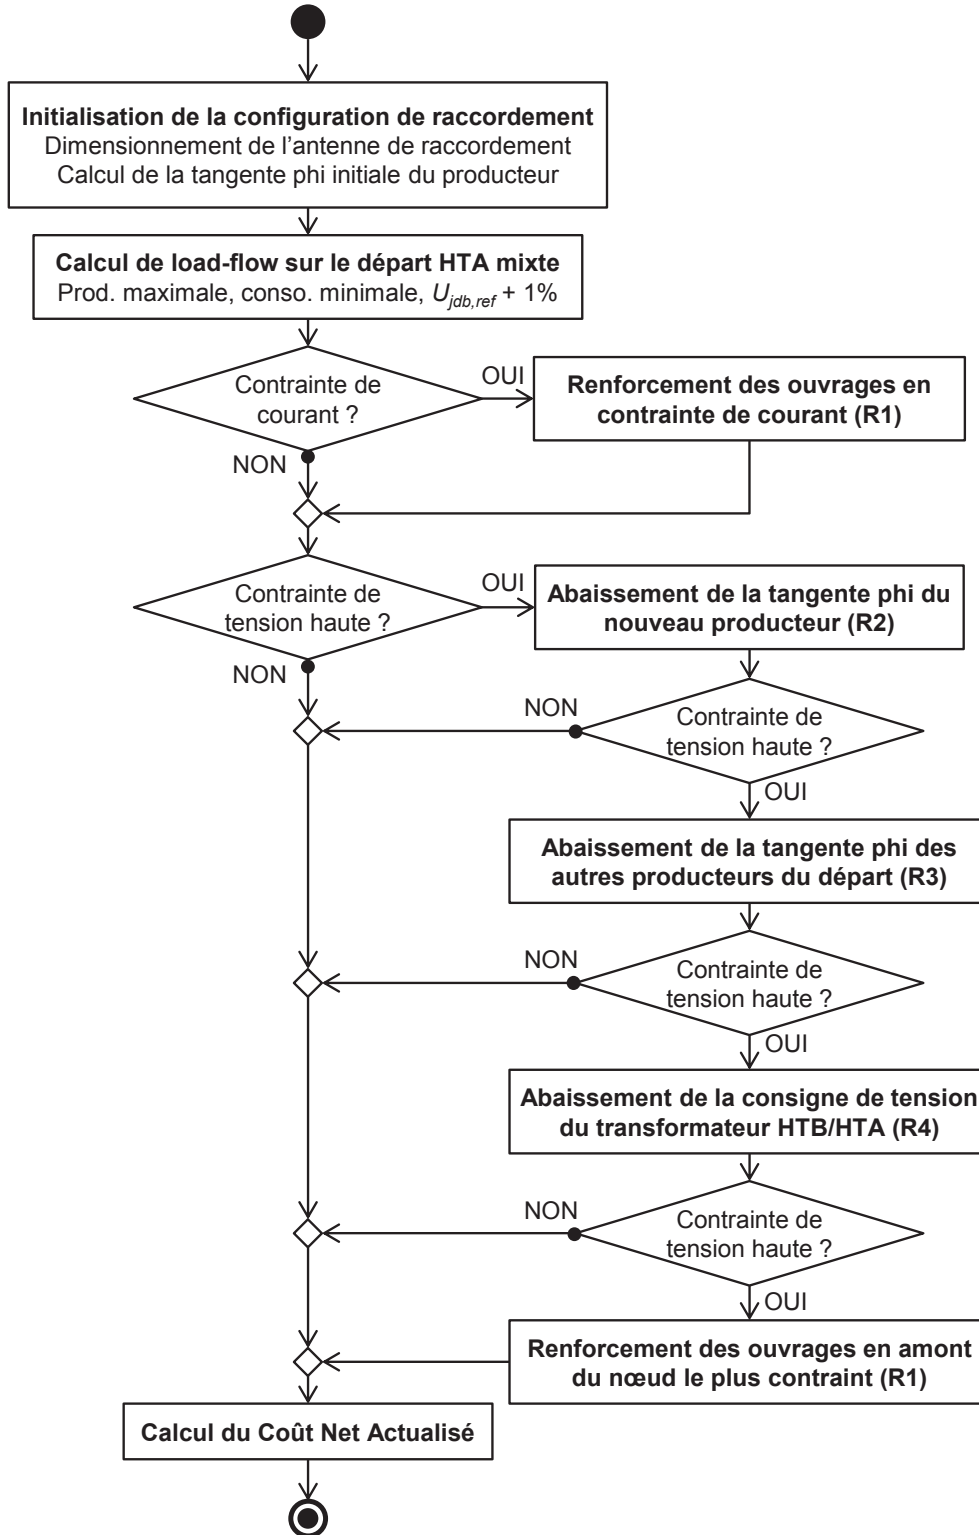 Initialisation de la configuration de raccordement
Dimensionnement de l'antenne de raccordement
Calcul de la tangente phi initiale du producteur
Calcul de load-flow sur le départ HTA mixte
Prod. maximale, conso. minimale, Ujdb,ref + 1%
Contrainte de
courant ?
OUI
Renforcement des ouvrages en
contrainte de courant (R1)
NON
Contrainte de
tension haute ?
OUI
Abaissement de la tangente phi du
nouveau producteur (R2)
NON
NON
Contrainte de
tension haute ?
OUI
Abaissement de la tangente phi des
autres producteurs du départ (R3)
NON
Contrainte de
tension haute ?
OUI
Abaissement de la consigne de tension
du transformateur HTB/HTA (R4)
NON
Contrainte de
tension haute ?
OUI
Renforcement des ouvrages en amont
du nœud le plus contraint (R1)
Calcul du Coût Net Actualisé